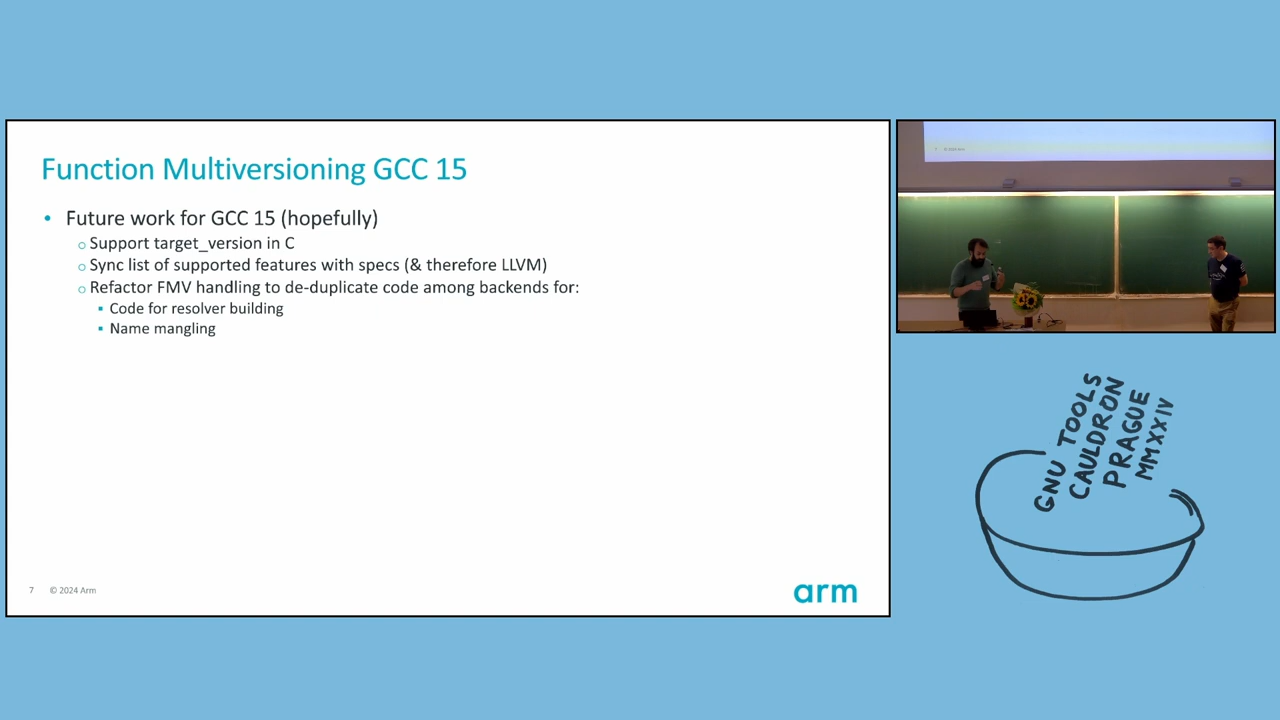 Function Multiversioning GCC 15
• Future work for GCC 15 (hopefully)
o Support target_version in C
o Sync list of supported features with specs (& therefore LLVM)
o Refactor FMV handling to de-duplicate code among backends for:
▪ Code for resolver building
▪ Name mangling
7 © 2024 Arm
arm
GNU TOOLS
CAULDRON
PRAGUE
MMXXIV